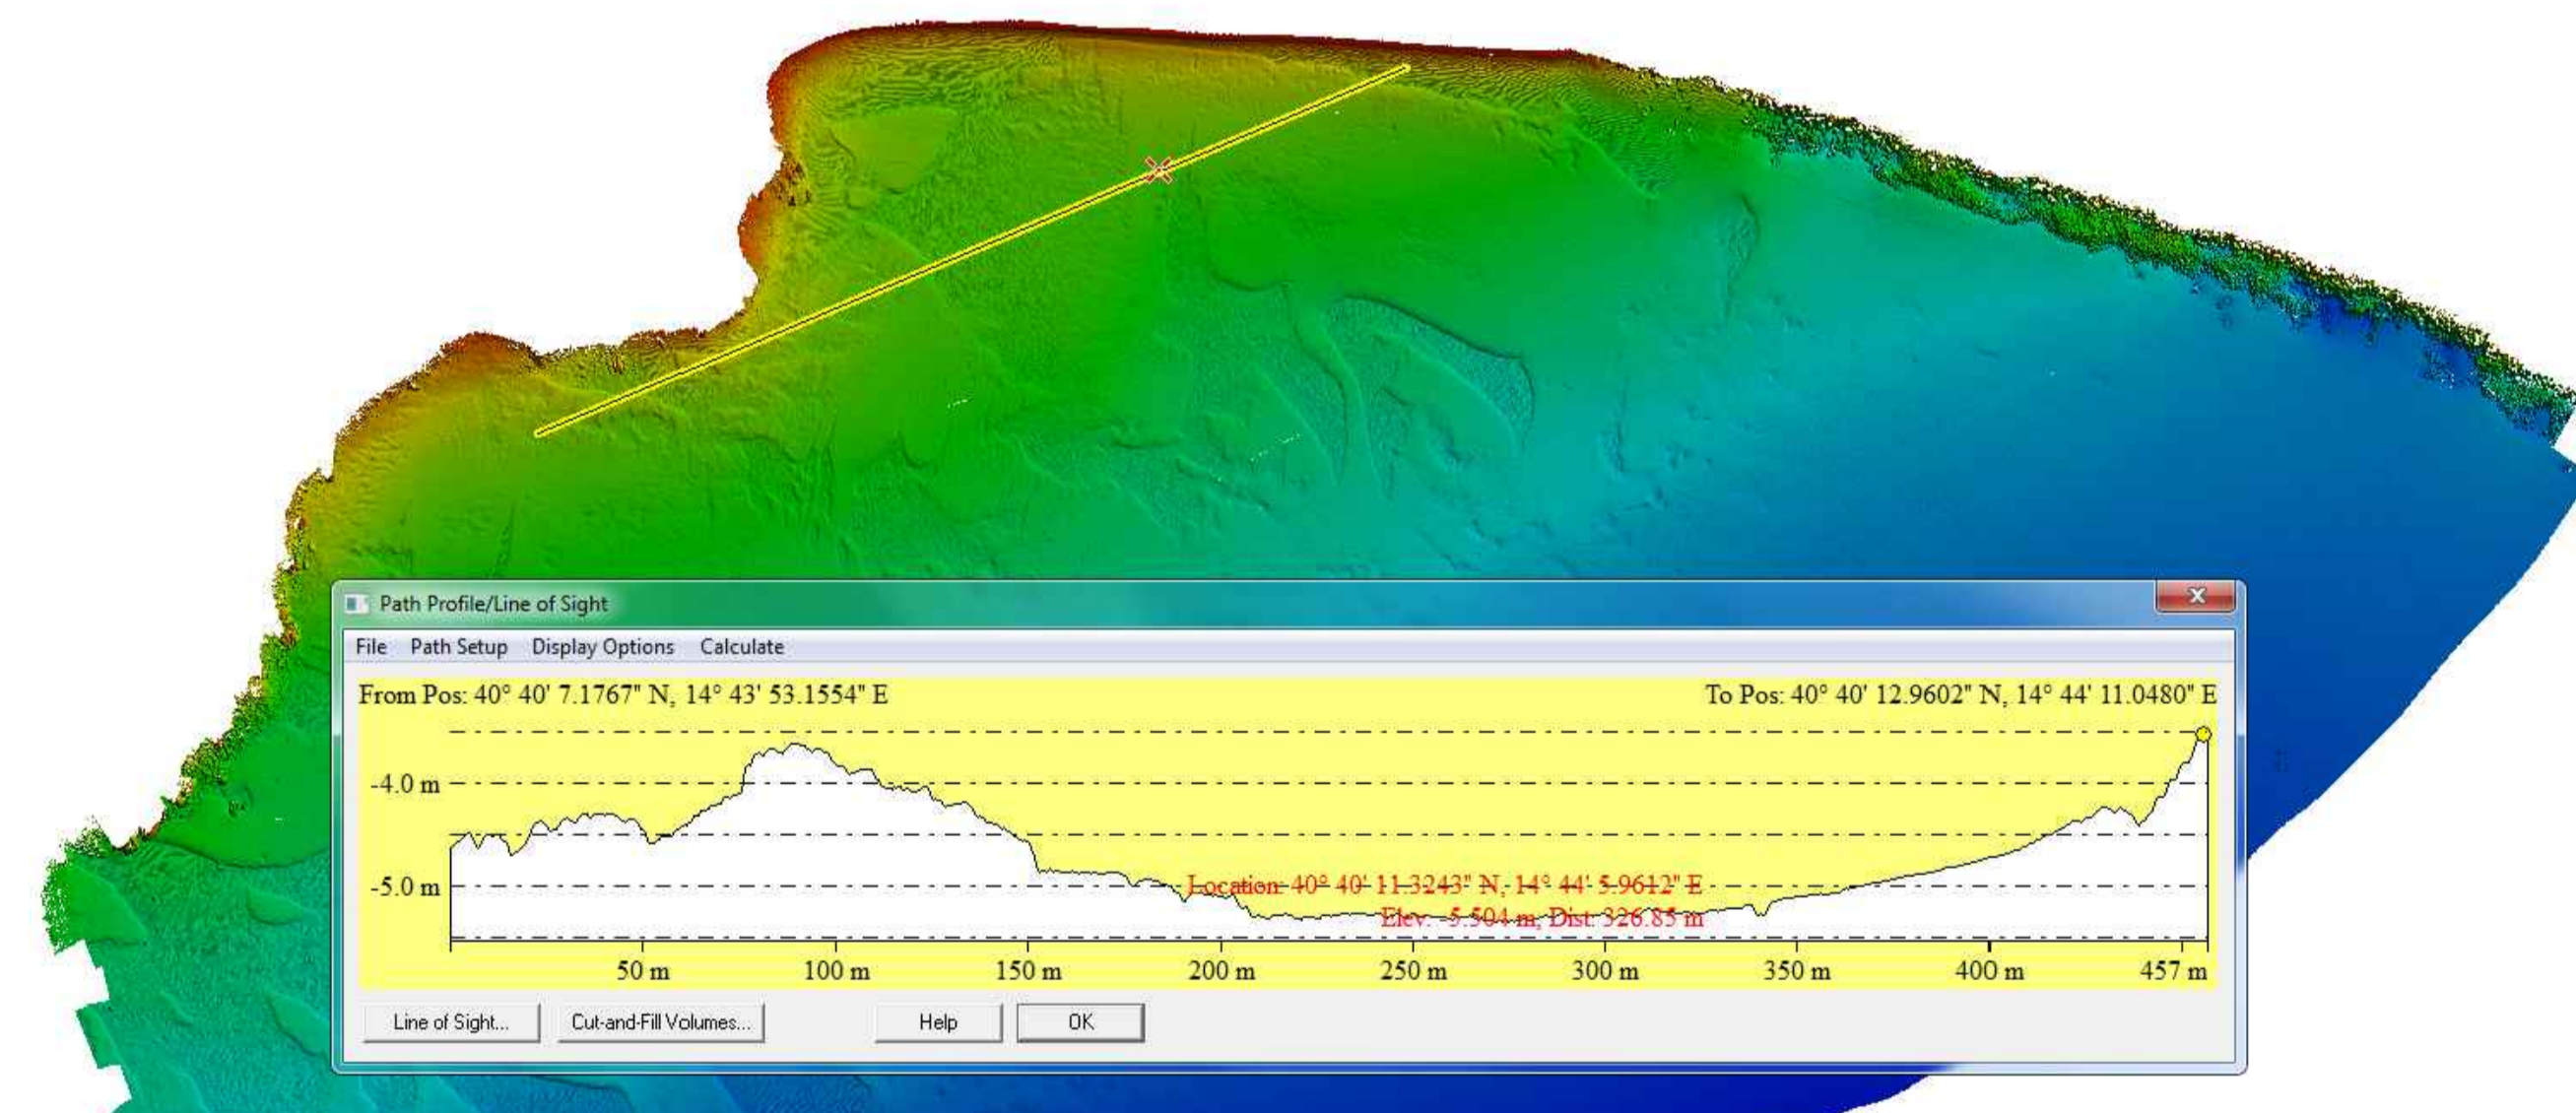 Path Profile/Line of Sight
File Path Setup Display Options Calculate
From Pos: 40° 40' 7.1767" N, 14° 43' 53.1554" E
To Pos: 40° 40' 12.9602" N, 14° 44' 11.0480" E
-4.0 m
-5.0 m
Location: 40° 40' 11.3243" N, 14° 44' 5.9612" E
Elev: -5.504 m, Dist: 326.85 m
50 m 100 m 150 m 200 m 250 m 300 m 350 m 400 m 457 m
Line of Sight... Cut-and-Fill Volumes... Help OK